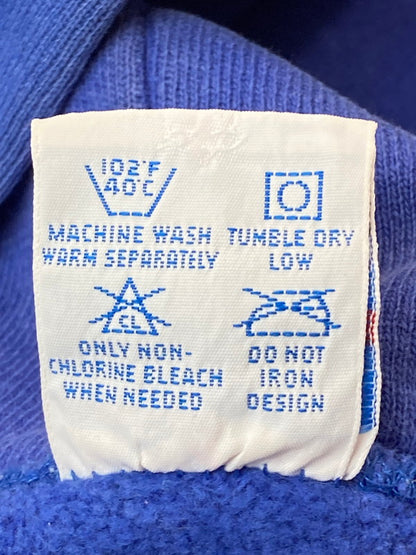 102°F
40°C
MACHINE WASH
WARM SEPARATELY
TUMBLE DRY
LOW
CL
ONLY NON-
CHLORINE BLEACH
WHEN NEEDED
DO NOT
IRON
DESIGN